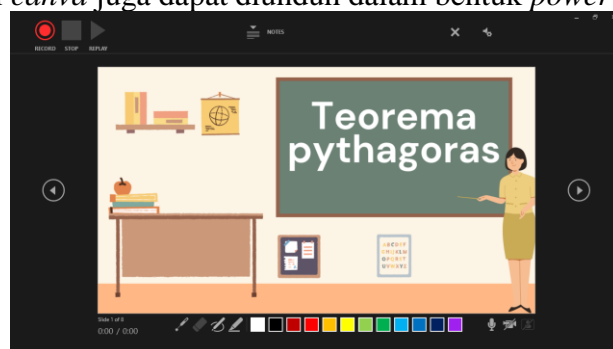 canva juga dapat diunduh dalam bentuk power
RECORD STOP REPLAY
NOTES
Teorema
pythagoras
ABCDEF
Slide 1 of 8
0:00 / 0:00